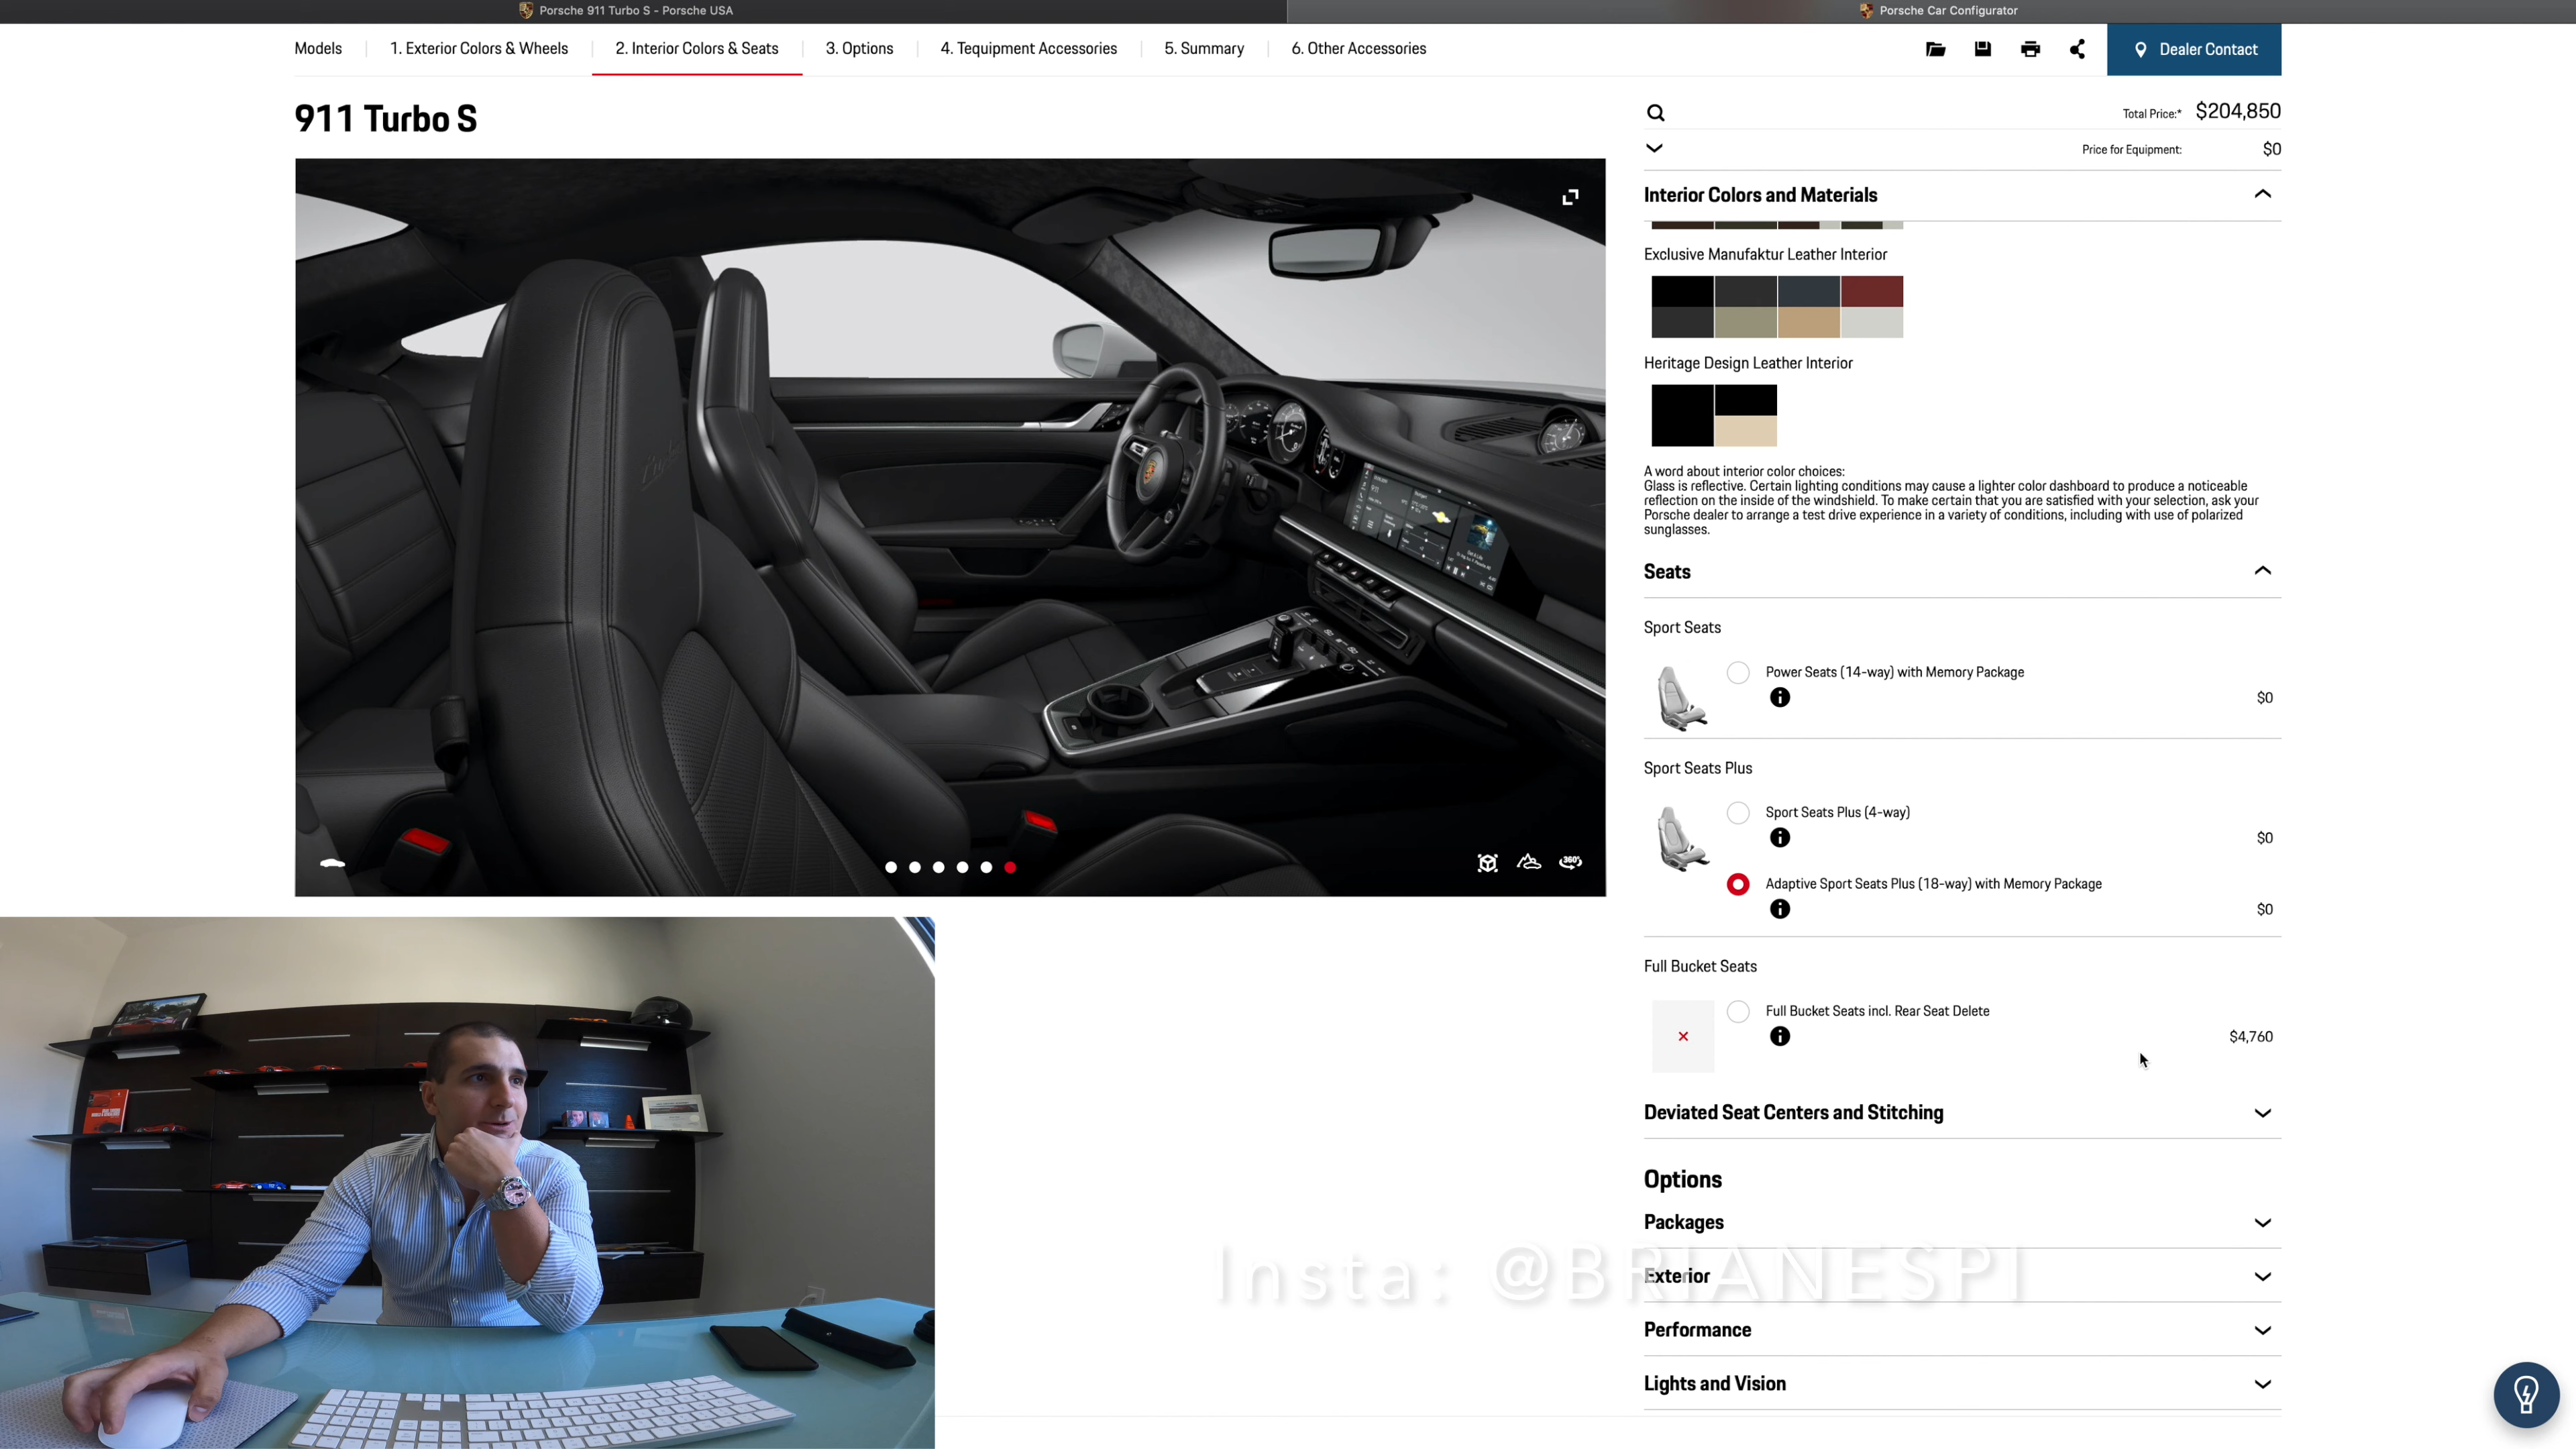 Porsche 911 Turbo S - Porsche USA
Porsche Car Configurator
Models
1. Exterior Colors & Wheels
2. Interior Colors & Seats
3. Options
4. Tequipment Accessories
5. Summary
6. Other Accessories
Dealer Contact
911 Turbo S
Total Price:* $204,850
Price for Equipment: $0
Interior Colors and Materials
Exclusive Manufaktur Leather Interior
Heritage Design Leather Interior
A word about interior color choices:
Glass is reflective. Certain lighting conditions may cause a lighter color dashboard to produce a noticeable
reflection on the inside of the windshield. To make certain that you are satisfied with your selection, ask your
Porsche dealer to arrange a test drive experience in a variety of conditions, including with use of polarized
sunglasses.
Seats
Sport Seats
Power Seats (14-way) with Memory Package
$0
Sport Seats Plus
Sport Seats Plus (4-way)
$0
Adaptive Sport Seats Plus (18-way) with Memory Package
$0
Full Bucket Seats
Full Bucket Seats incl. Rear Seat Delete
$4,760
Deviated Seat Centers and Stitching
Options
Packages
Exterior
Performance
Lights and Vision
360°
Insta: @BRIANESPI